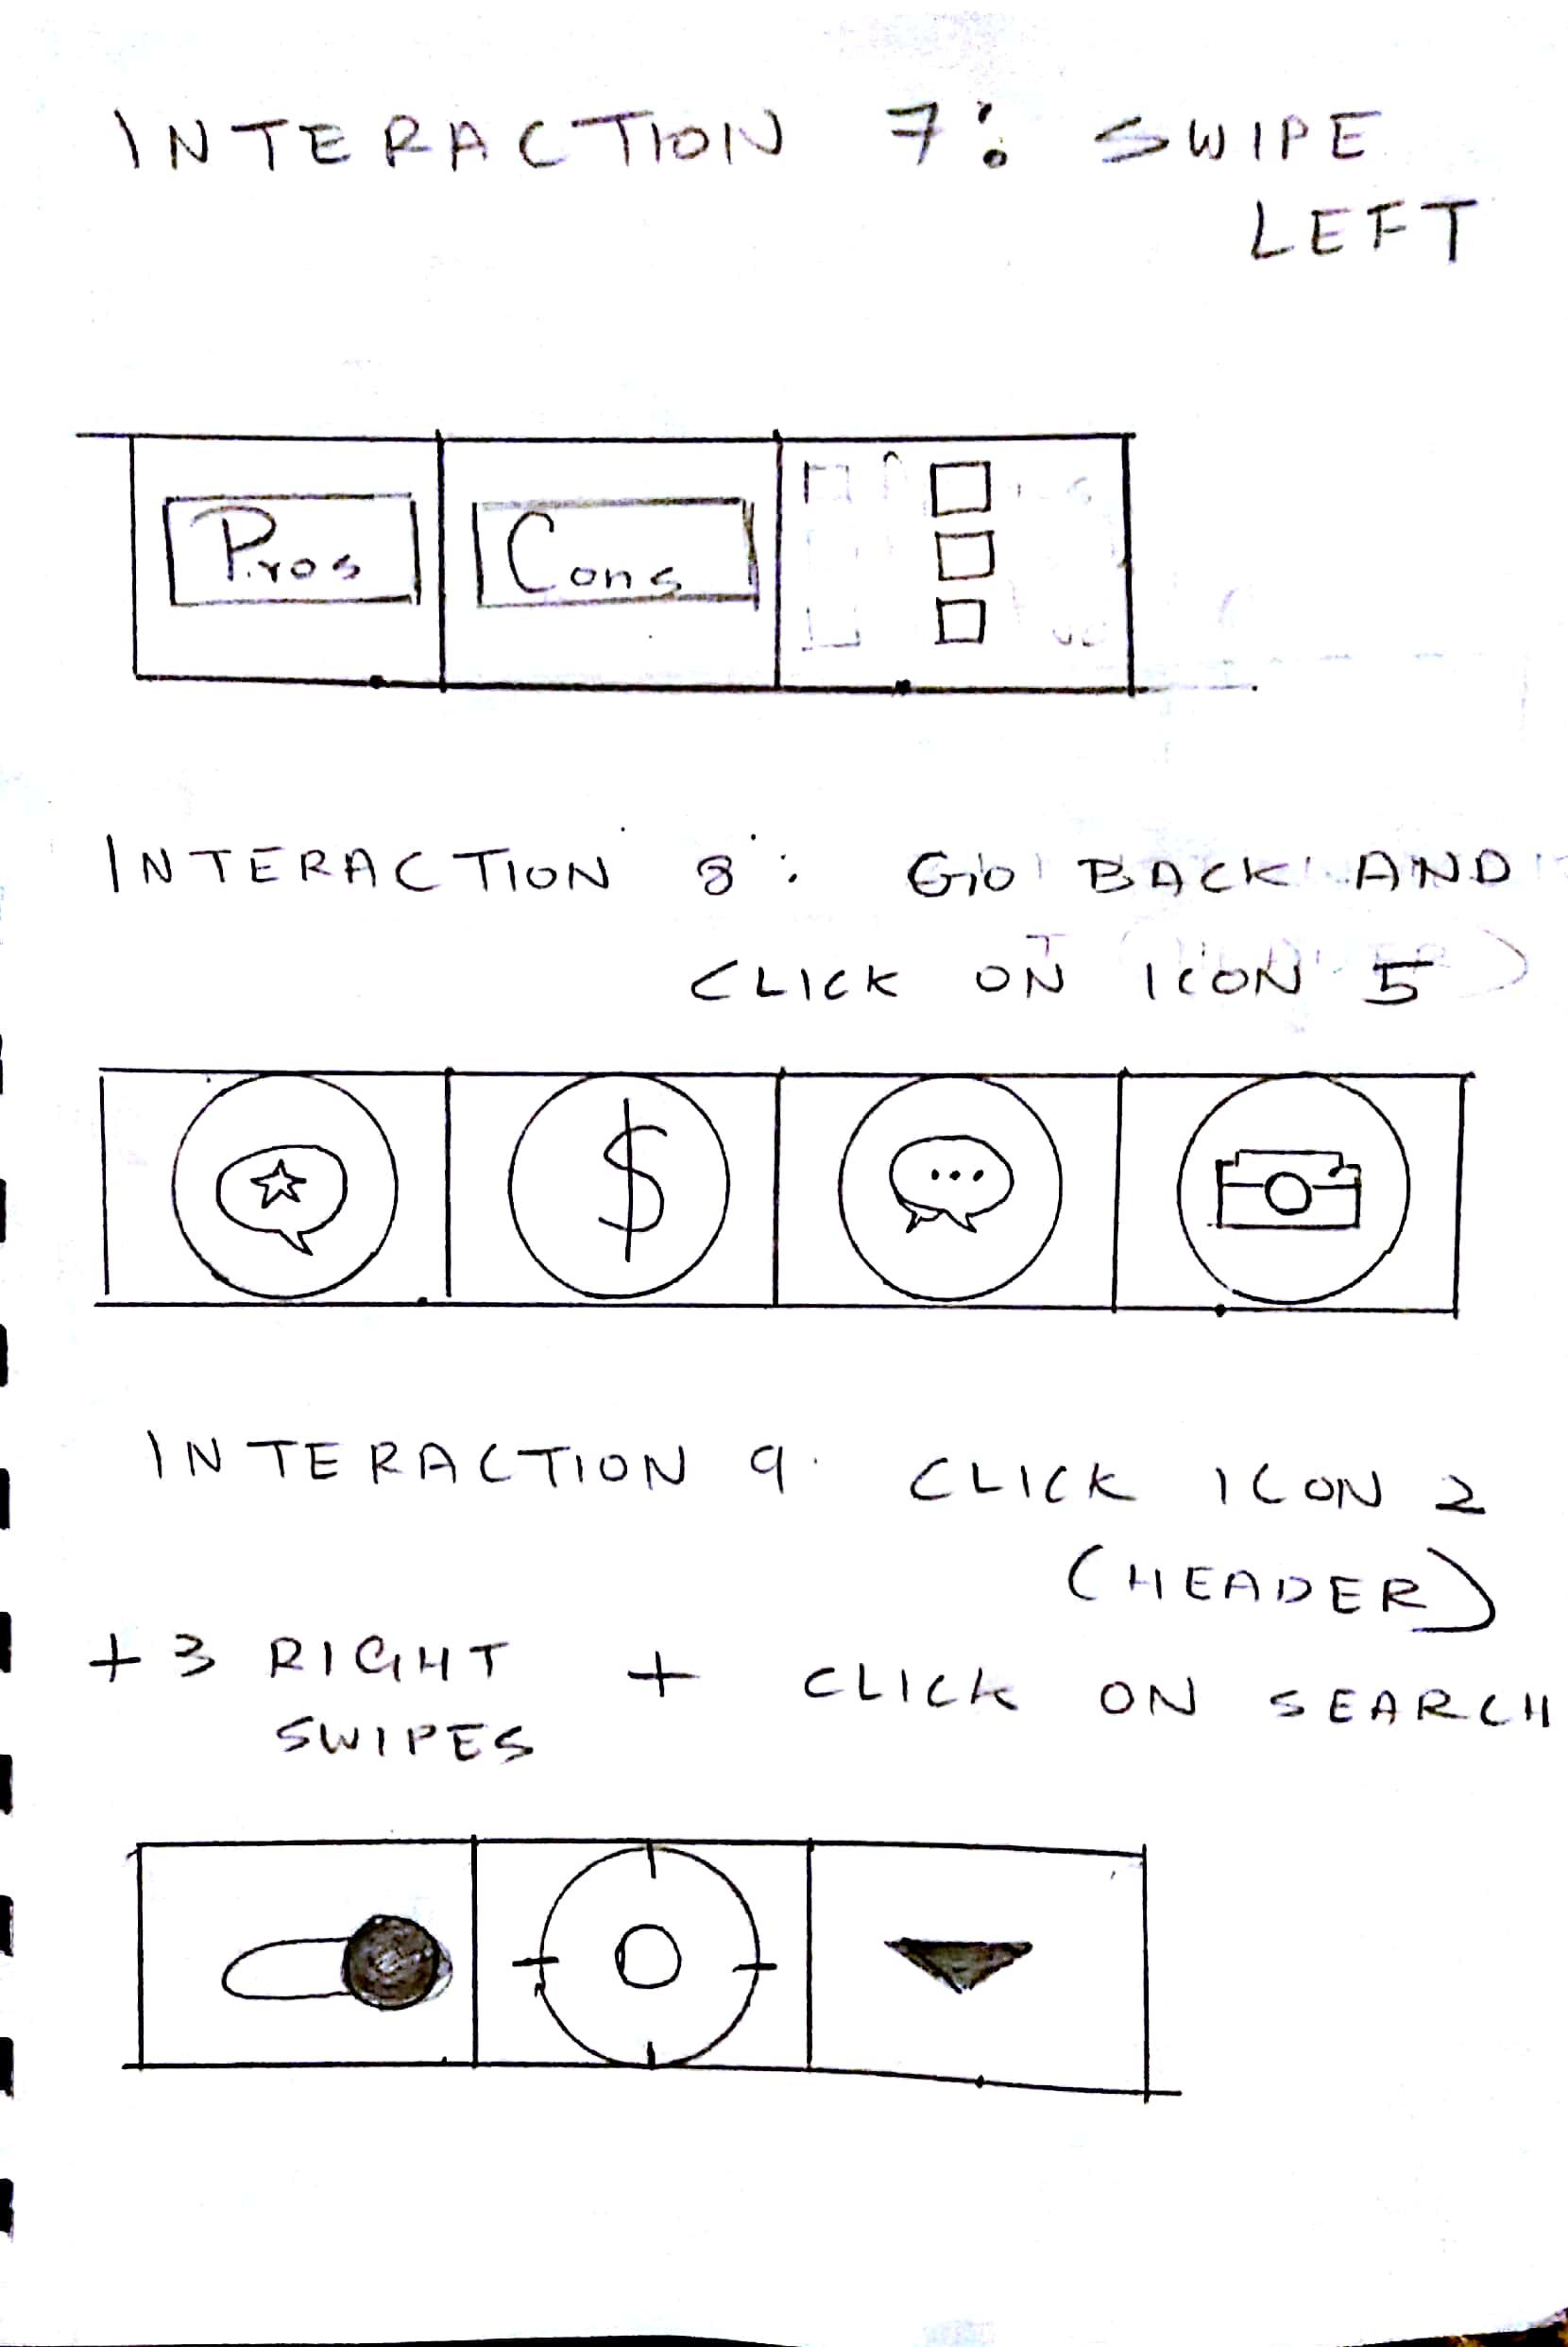 INTERACTION 7: SWIPE
LEFT
Pros
Cons
INTERACTION 8: GO BACK AND
CLICK ON ICON 5
$
INTERACTION 9. CLICK ICON 2
(HEADER)
+ 3 RIGHT + CLICK ON SEARCH
SWIPES